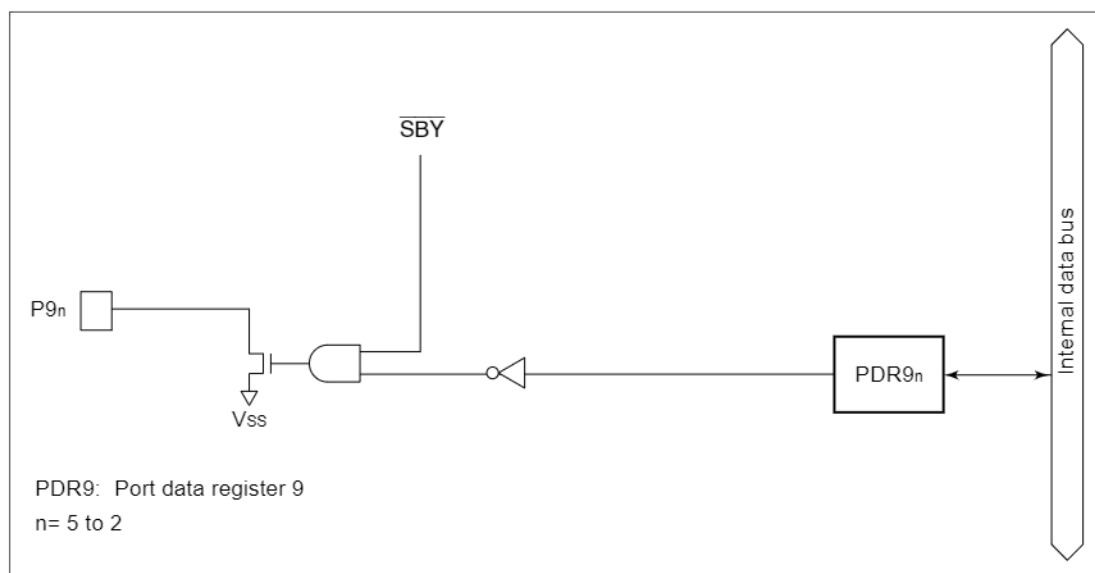 SBY
P9n
PDR9n
Internal data bus
VSS
PDR9: Port data register 9
n= 5 to 2